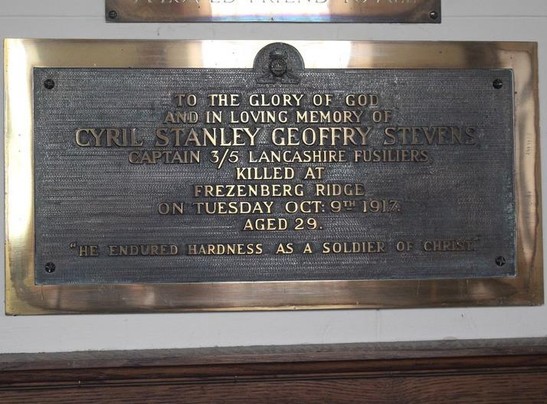 TO THE GLORY OF GOD
AND IN LOVING MEMORY OF
CYRIL STANLEY GEOFFRY STEVENS
CAPTAIN 3/5 LANCASHIRE FUSILIERS
KILLED AT
FREZENBERG RIDGE
ON TUESDAY OCT: 9TH 1917.
AGED 29.
"HE ENDURED HARDNESS AS A SOLDIER OF CHRIST"